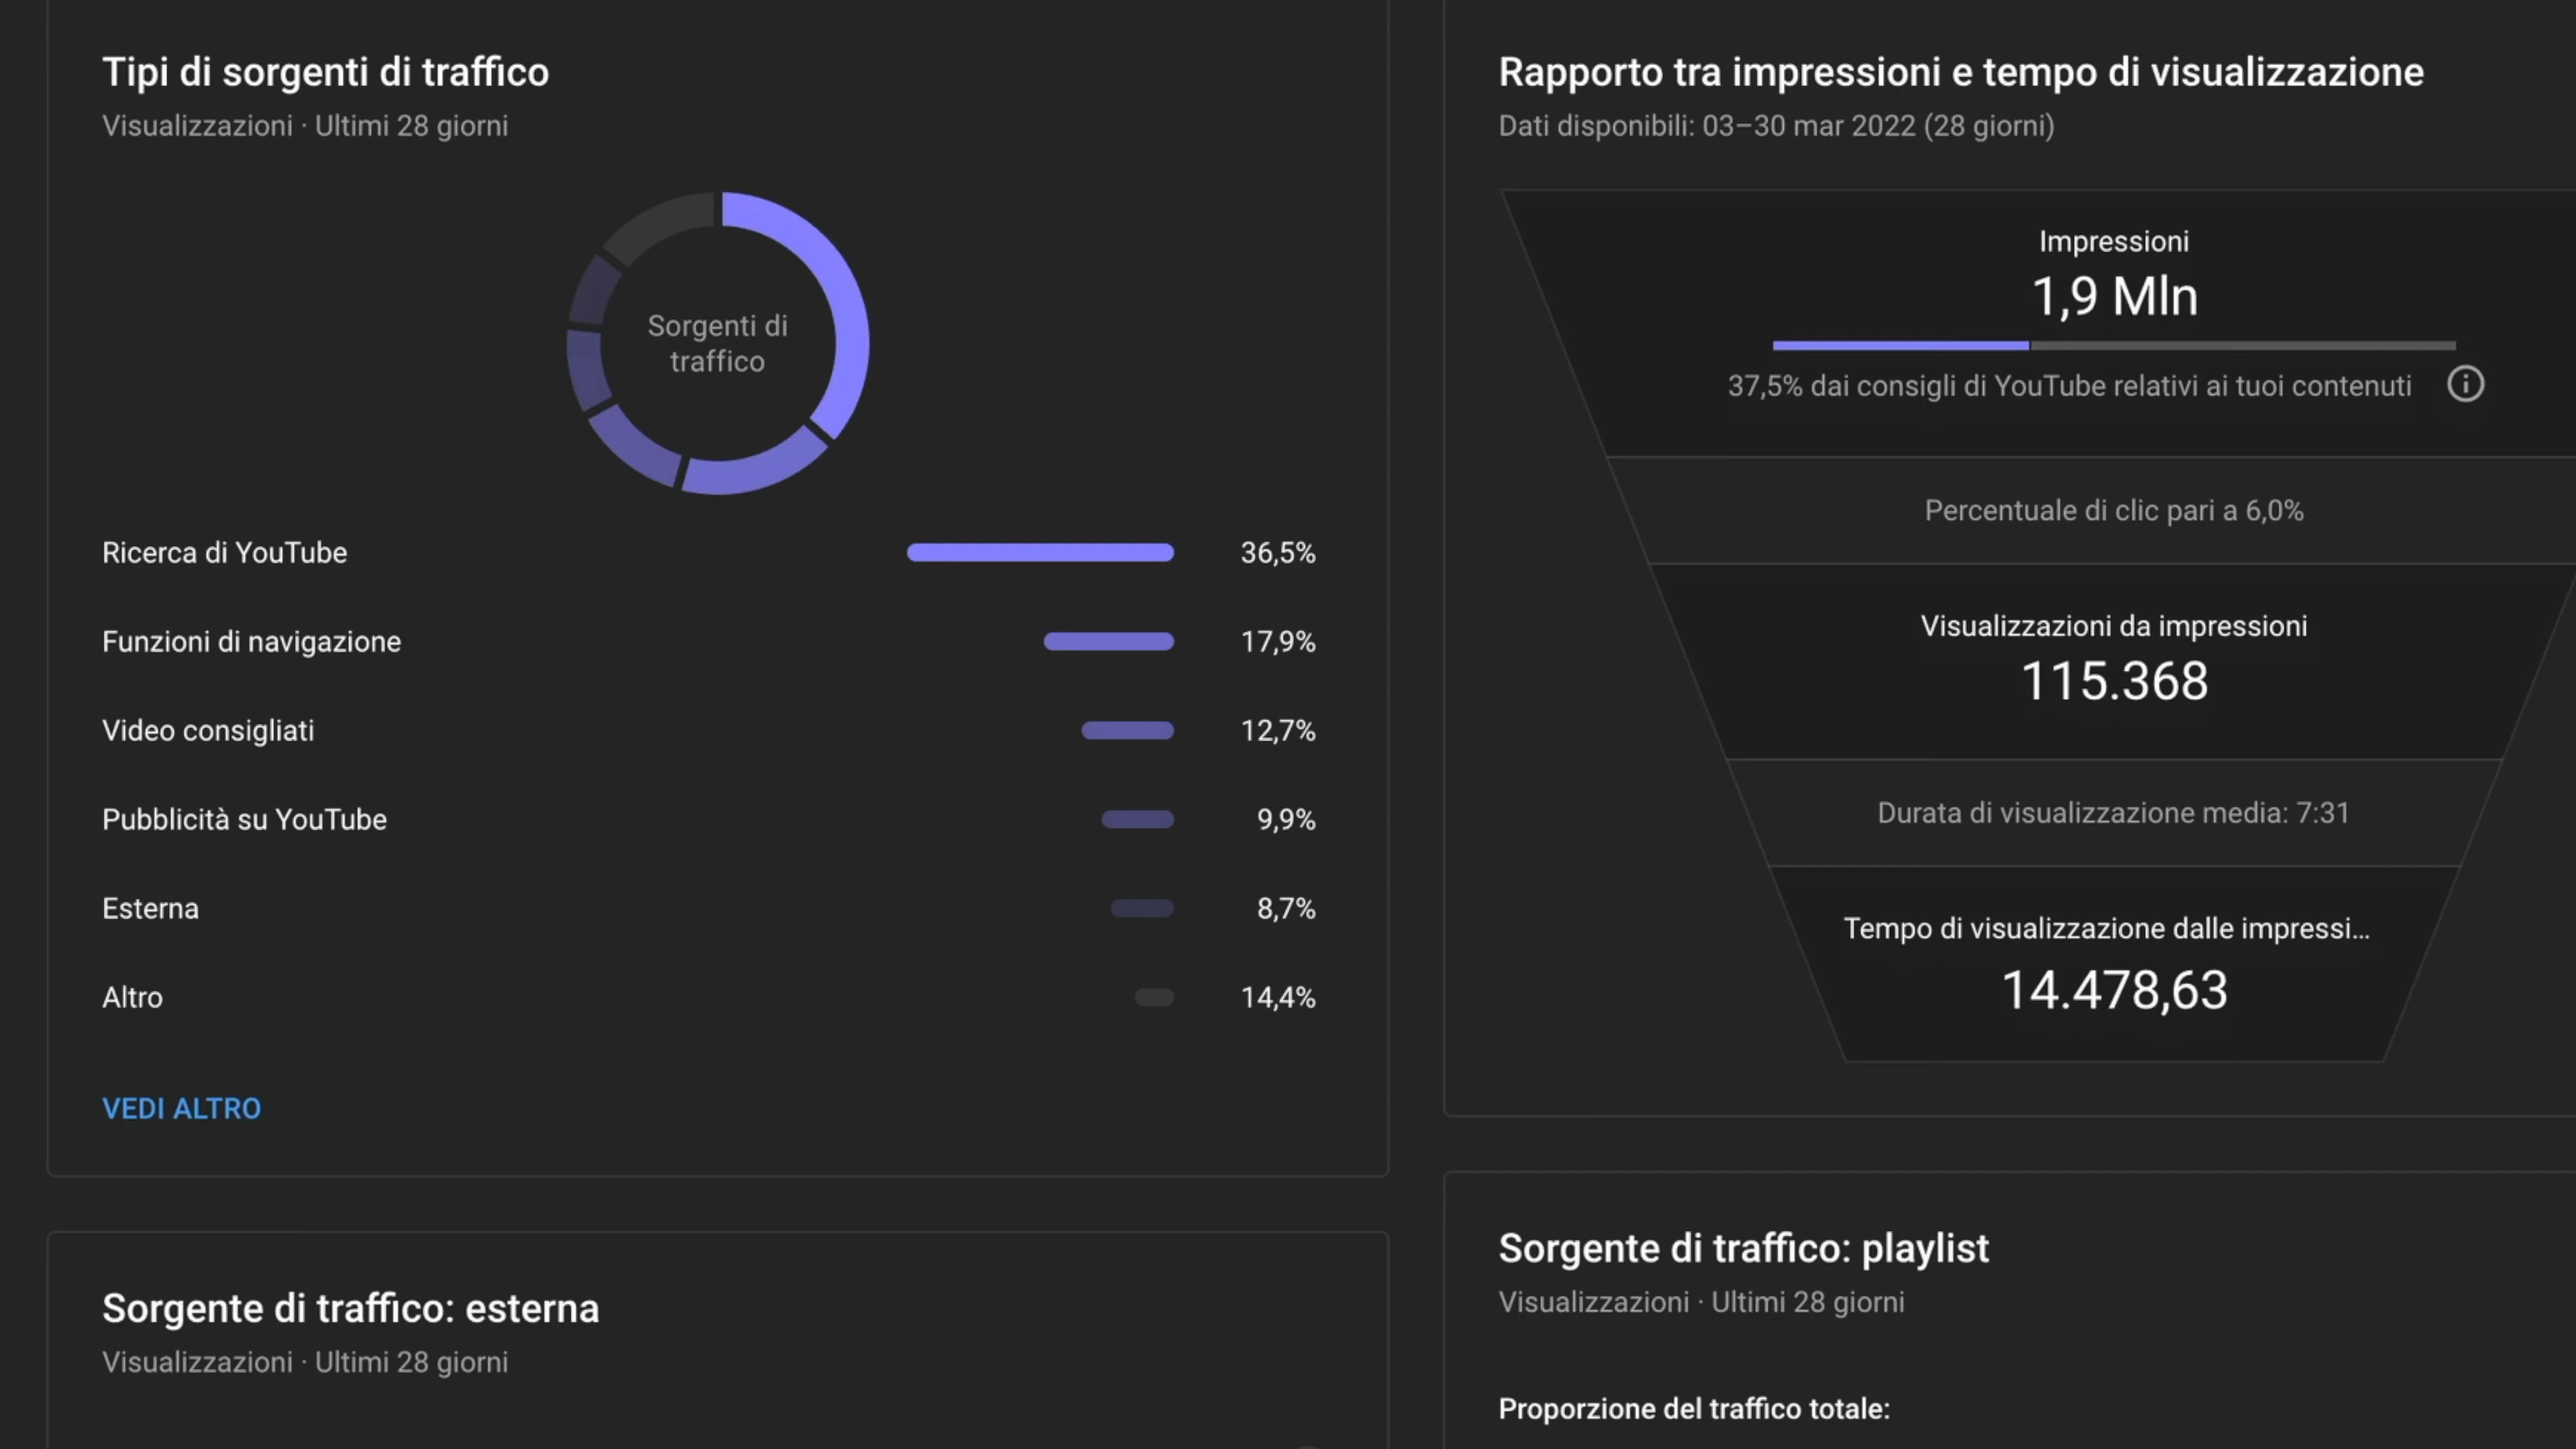 Tipi di sorgenti di traffico
Visualizzazioni · Ultimi 28 giorni
Sorgenti di
traffico
Ricerca di YouTube 36,5%
Funzioni di navigazione 17,9%
Video consigliati 12,7%
Pubblicità su YouTube 9,9%
Esterna 8,7%
Altro 14,4%
VEDI ALTRO
Sorgente di traffico: esterna
Visualizzazioni · Ultimi 28 giorni
Rapporto tra impressioni e tempo di visualizzazione
Dati disponibili: 03–30 mar 2022 (28 giorni)
Impressioni
1,9 Mln
37,5% dai consigli di YouTube relativi ai tuoi contenuti
Percentuale di clic pari a 6,0%
Visualizzazioni da impressioni
115.368
Durata di visualizzazione media: 7:31
Tempo di visualizzazione dalle impressi...
14.478,63
Sorgente di traffico: playlist
Visualizzazioni · Ultimi 28 giorni
Proporzione del traffico totale: